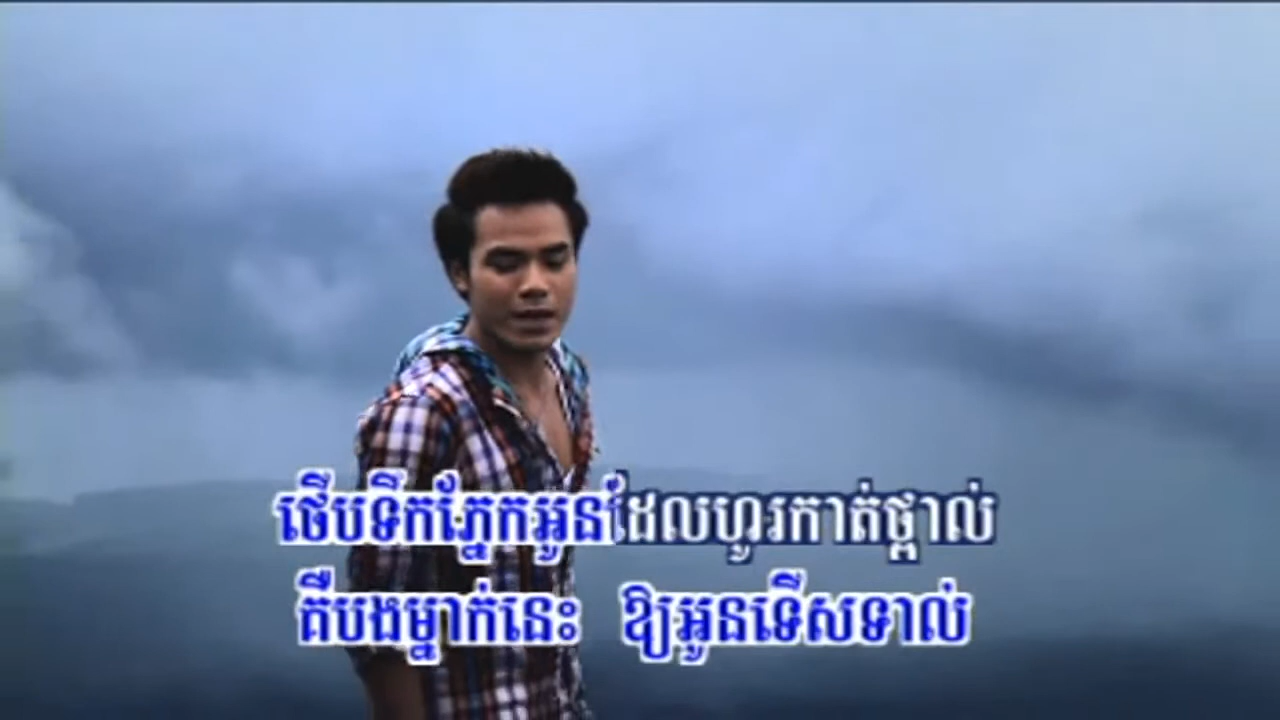 ថើបទឹកភ្នែកអូនដែលហូរកាត់ថ្ពាល់
គឺបងម្នាក់នេះ ឱ្យអូនទើសទាល់